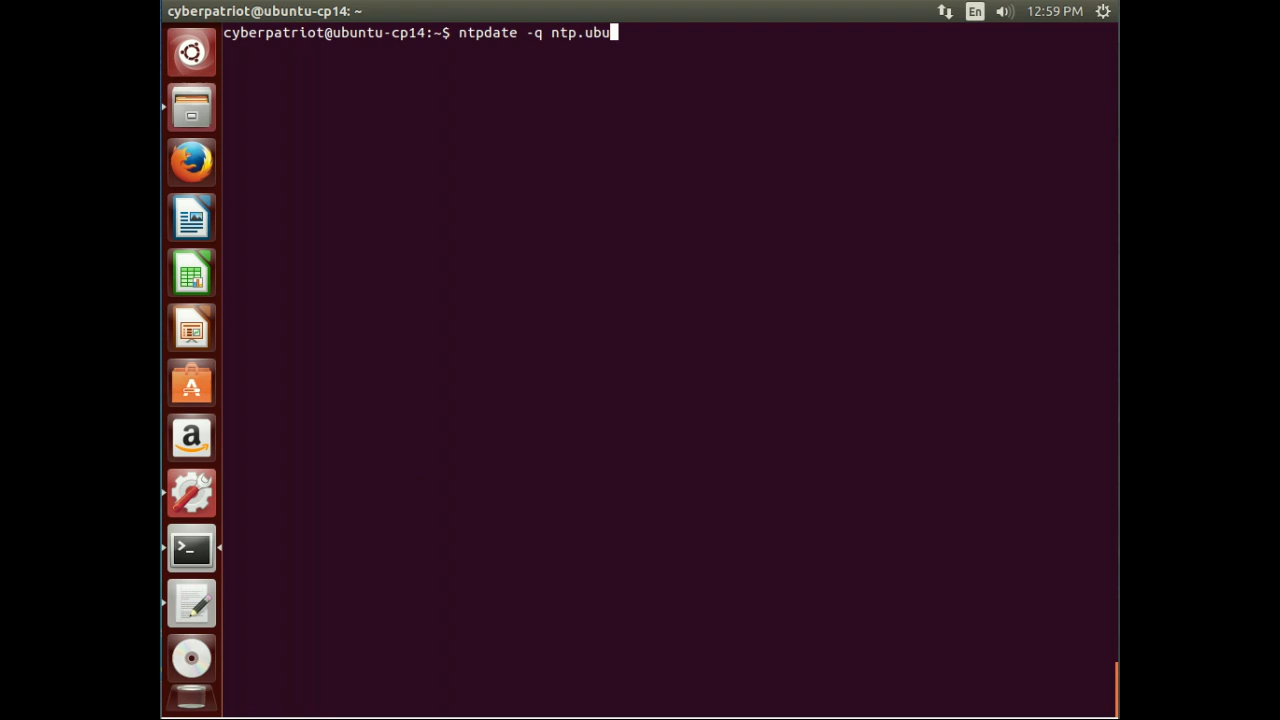 cyberpatriot@ubuntu-cp14: ~
En
12:59 PM
cyberpatriot@ubuntu-cp14:~$ ntpdate -q ntp.ubu